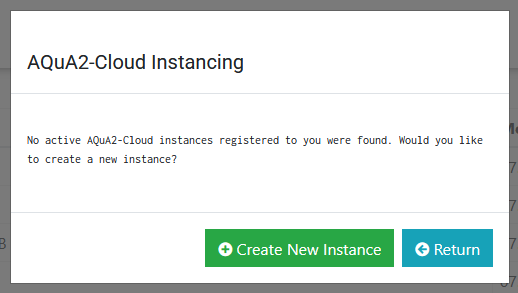 AQuA2-Cloud Instancing
No active AQuA2-Cloud instances registered to you were found. Would you like
to create a new instance?
Create New Instance
Return